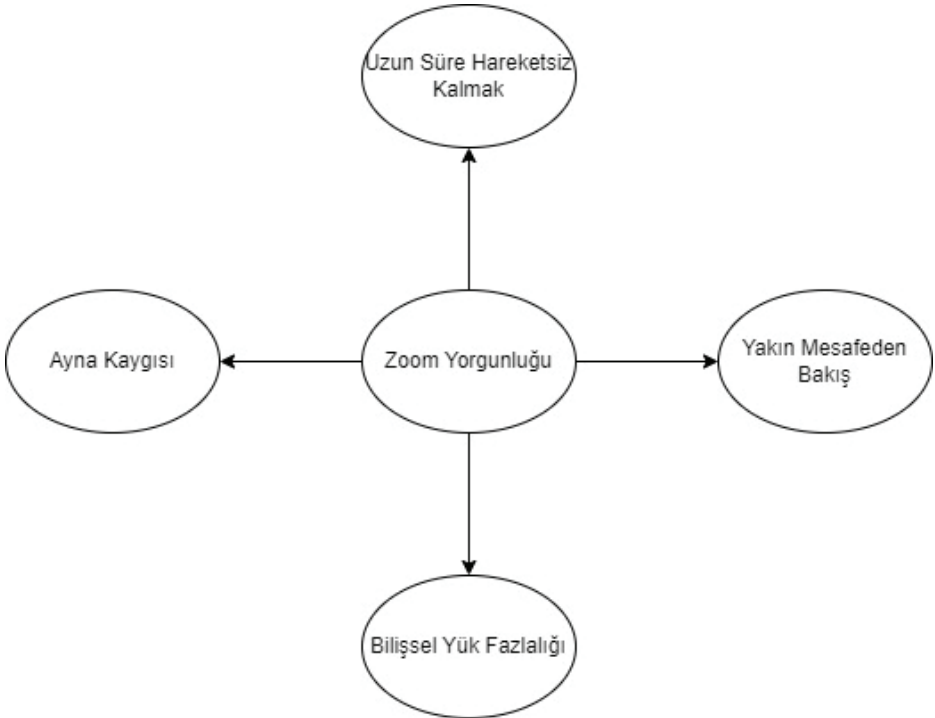 Uzun Süre Hareketsiz
Kalmak
Ayna Kaygısı
Zoom Yorgunluğu
Yakın Mesafeden
Bakış
Bilişsel Yük Fazlalığı